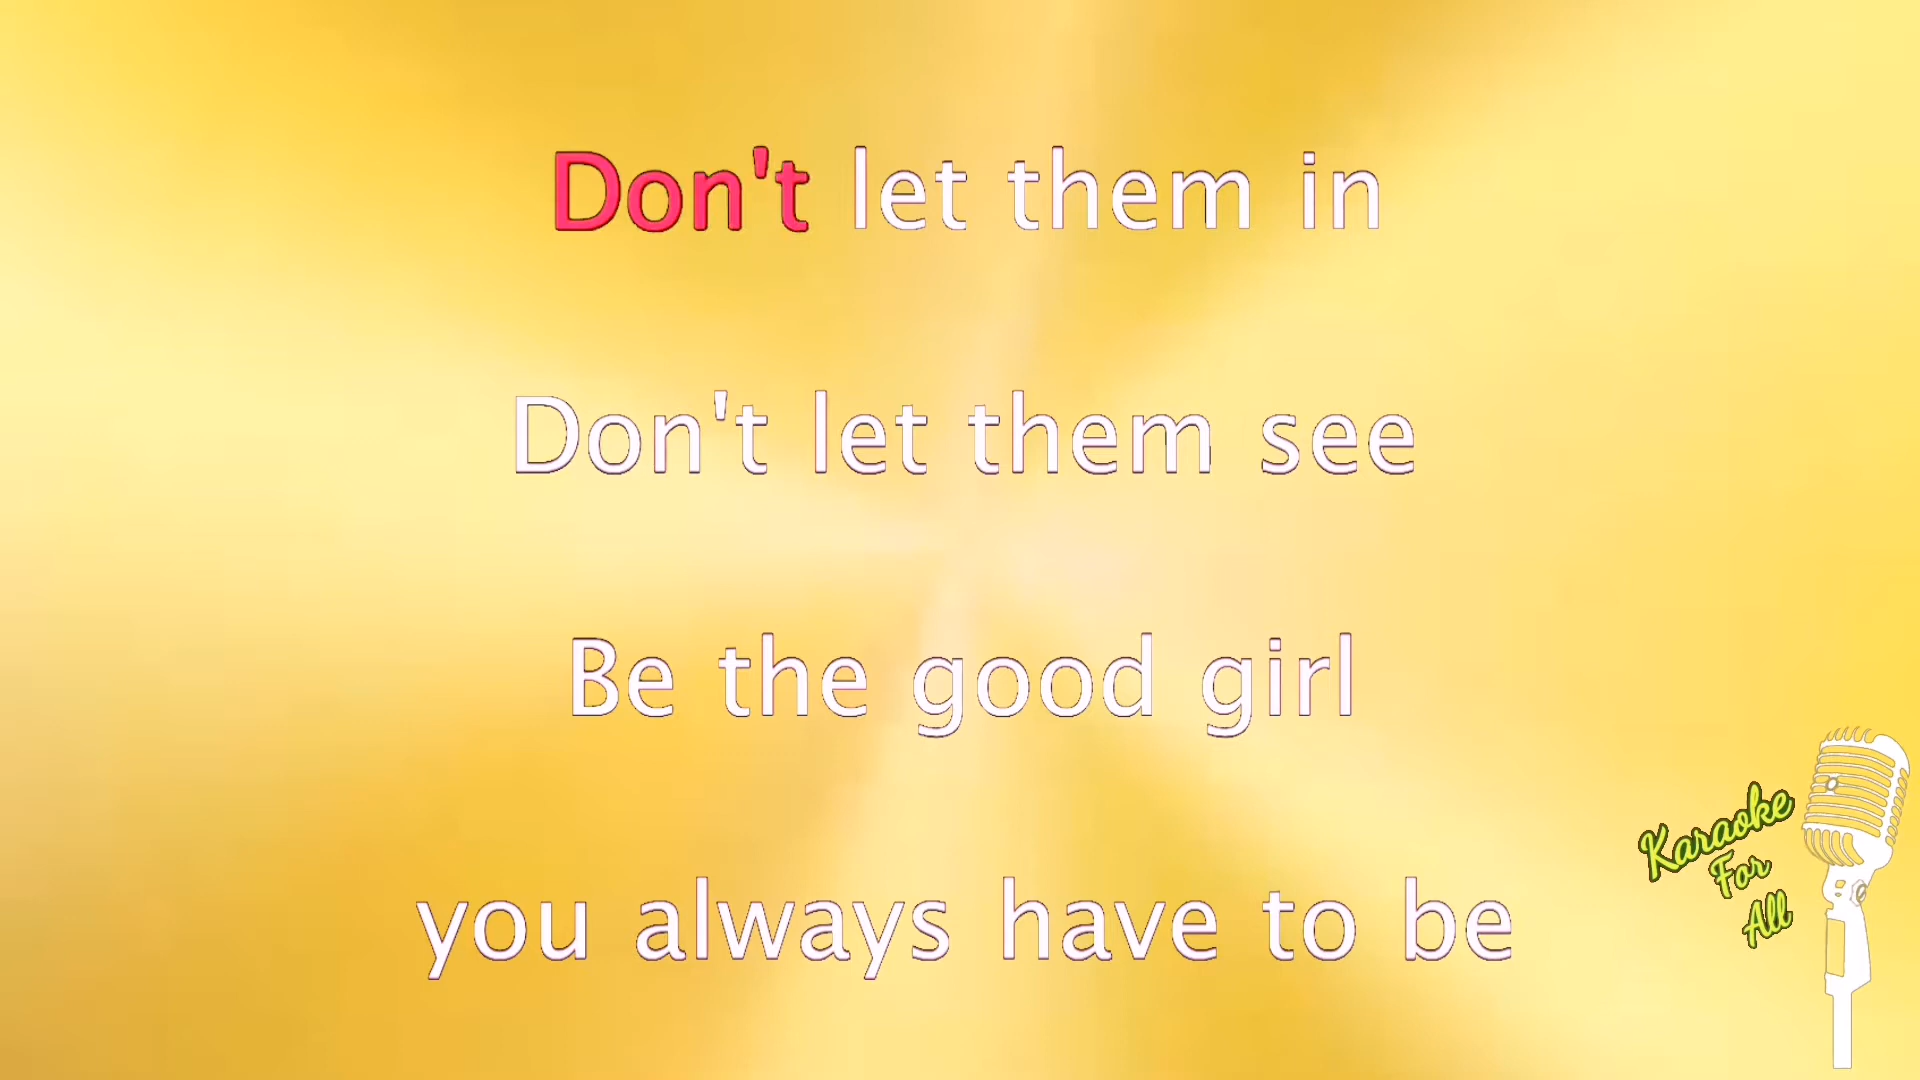 Don't let them in
Don't let them see
Be the good girl
you always have to be
Karaoke
For
All